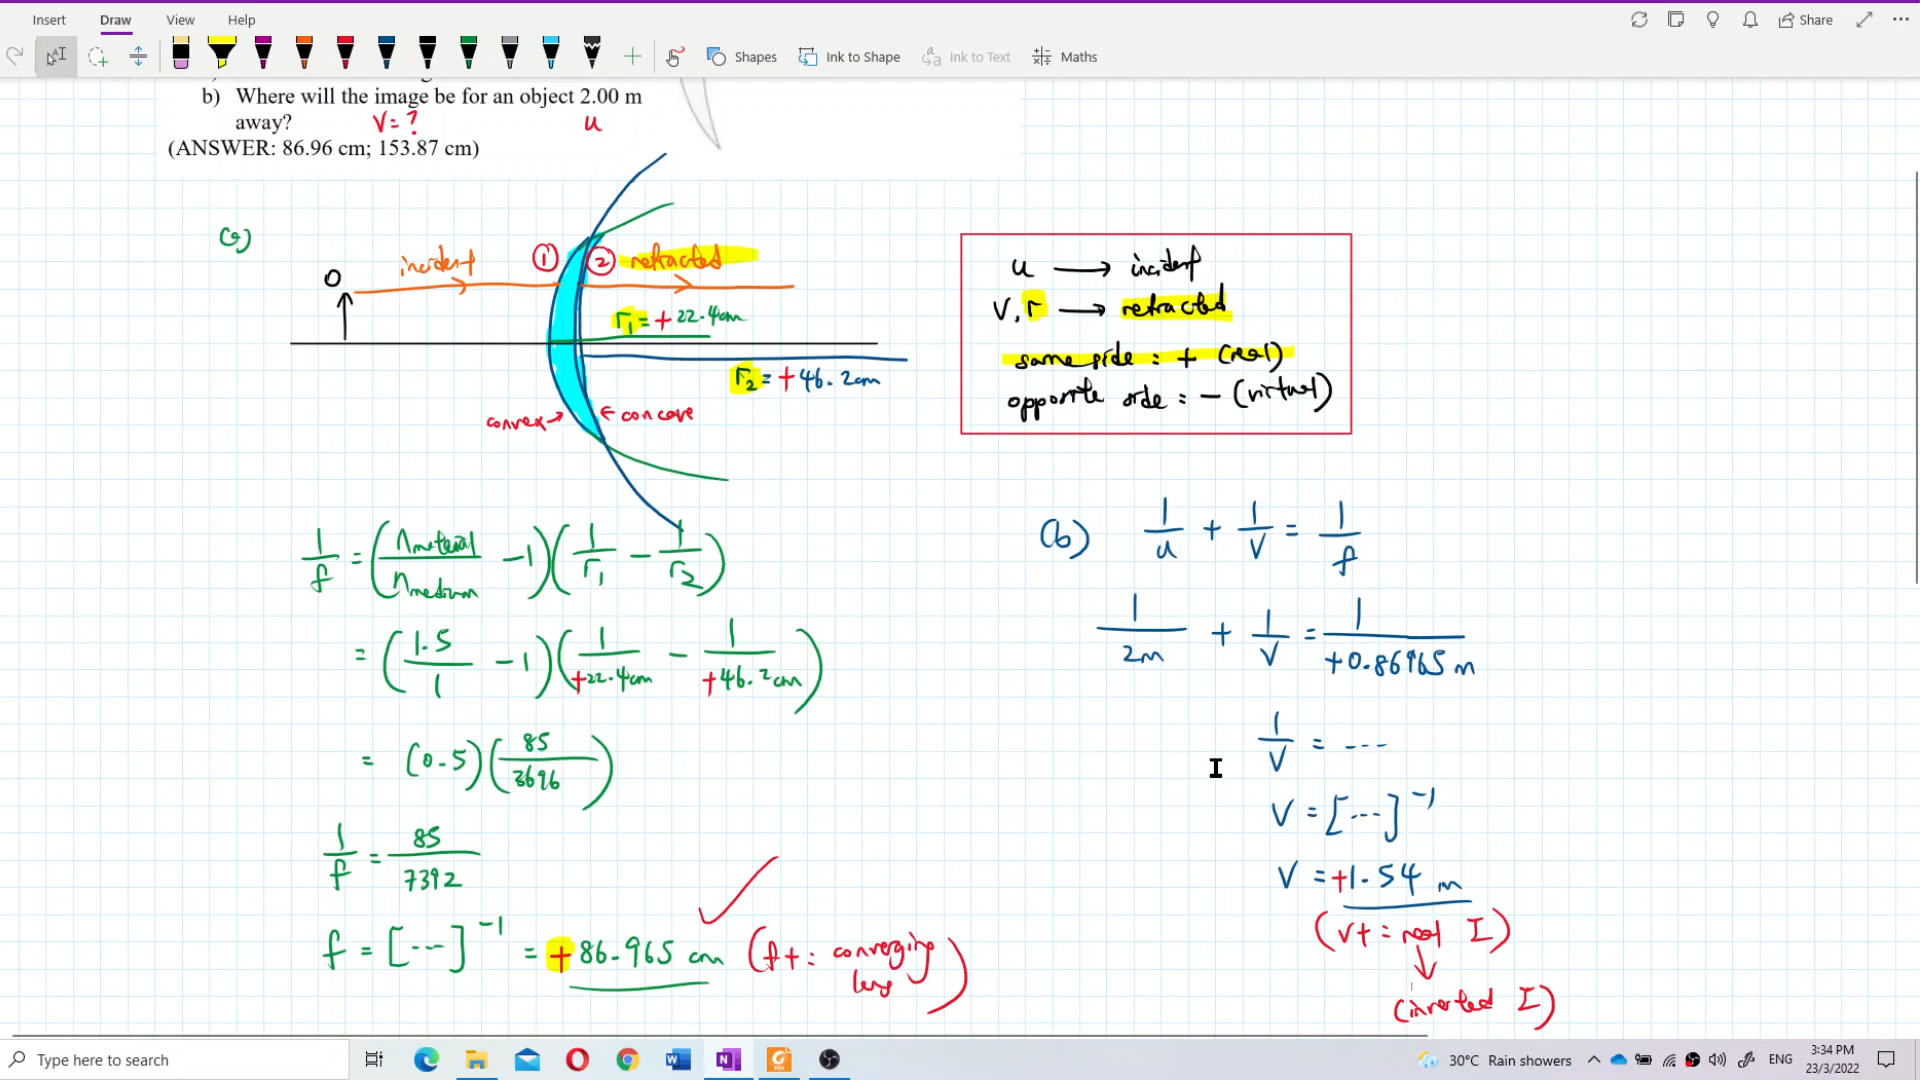 Insert Draw View Help
Share
Shapes Ink to Shape Ink to Text Maths
b) Where will the image be for an object 2.00 m
away? V=? u
(ANSWER: 86.96 cm; 153.87 cm)
(a)
O incident ① ② refracted
r₁ = +22.4cm
r₂ = +46.2cm
convex→ ←concave
u → incident
V, r → refracted
same side : + (real)
opposite side : - (virtual)
1/f = (nmaterial/nmedium - 1)(1/r₁ - 1/r₂)
= (1.5/1 - 1)(1/+22.4cm - 1/+46.2cm)
= (0.5)(85/3696)
1/f = 85/7392
f = [---]⁻¹ = +86.965 cm (f+: converging
lens)
(b) 1/u + 1/V = 1/f
1/2m + 1/V = 1/+0.86965 m
1/V = ---
V = [---]⁻¹
V = +1.54 m
(V+ = real I)
↓
(inverted I)
Type here to search
30°C Rain showers
ENG
3:34 PM
23/3/2022